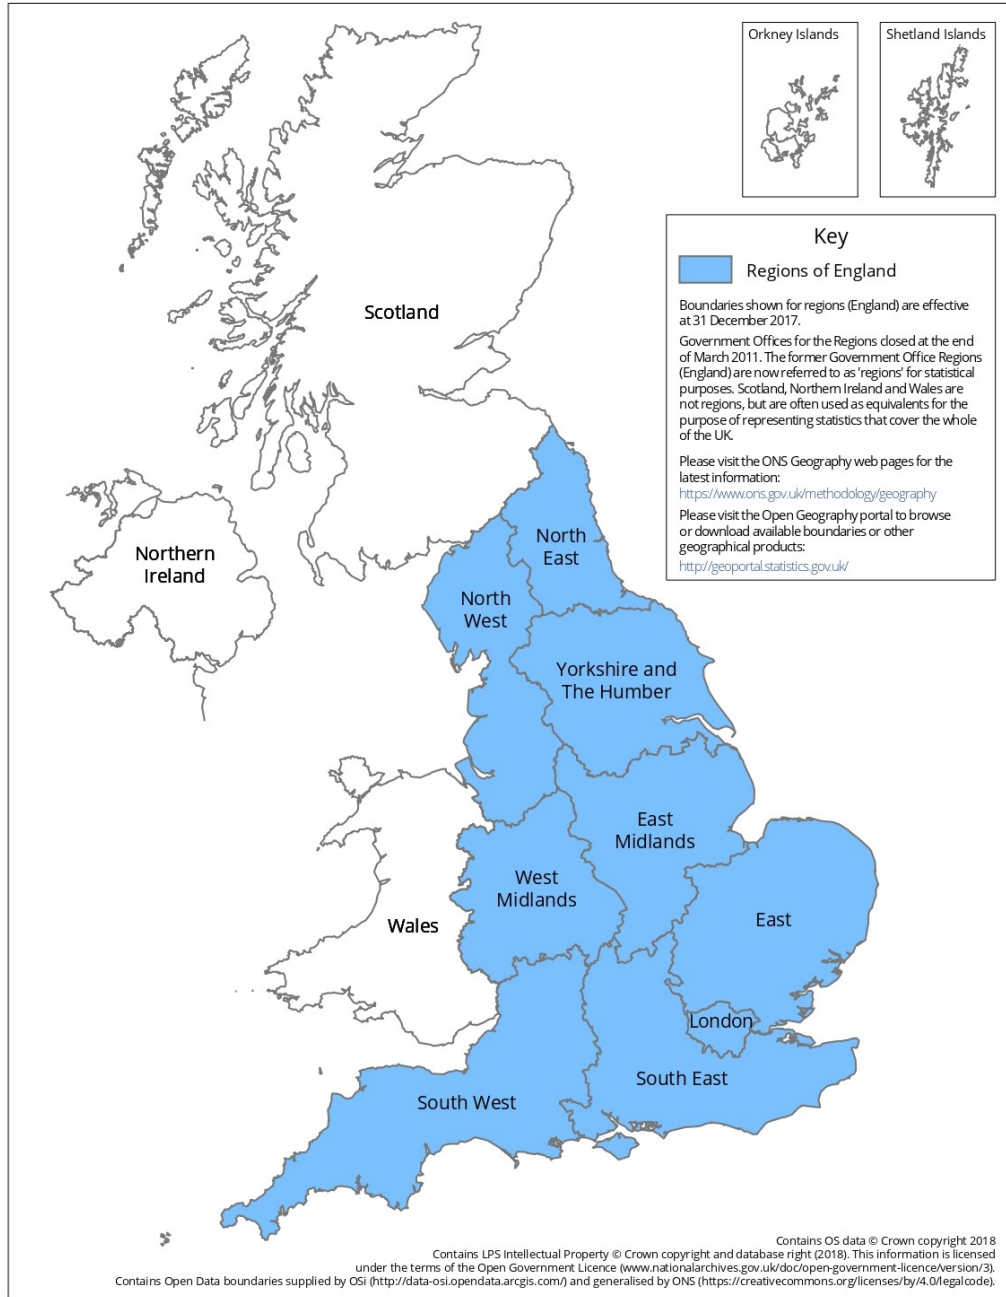 Orkney Islands
Shetland Islands
Key
Regions of England
Boundaries shown for regions (England) are effective
at 31 December 2017.
Government Offices for the Regions closed at the end
of March 2011. The former Government Office Regions
(England) are now referred to as 'regions' for statistical
purposes. Scotland, Northern Ireland and Wales are
not regions, but are often used as equivalents for the
purpose of representing statistics that cover the whole
of the UK.
Please visit the ONS Geography web pages for the
latest information:
https://www.ons.gov.uk/methodology/geography
Please visit the Open Geography portal to browse
or download available boundaries or other
geographical products:
http://geoportal.statistics.gov.uk/
Scotland
Northern
Ireland
North
East
North
West
Yorkshire and
The Humber
East
Midlands
West
Midlands
East
Wales
London
South East
South West
Contains OS data © Crown copyright 2018
Contains LPS Intellectual Property © Crown copyright and database right (2018). This information is licensed
under the terms of the Open Government Licence (www.nationalarchives.gov.uk/doc/open-government-licence/version/3).
Contains Open Data boundaries supplied by OSi (http://data-osi.opendata.arcgis.com/) and generalised by ONS (https://creativecommons.org/licenses/by/4.0/legalcode).